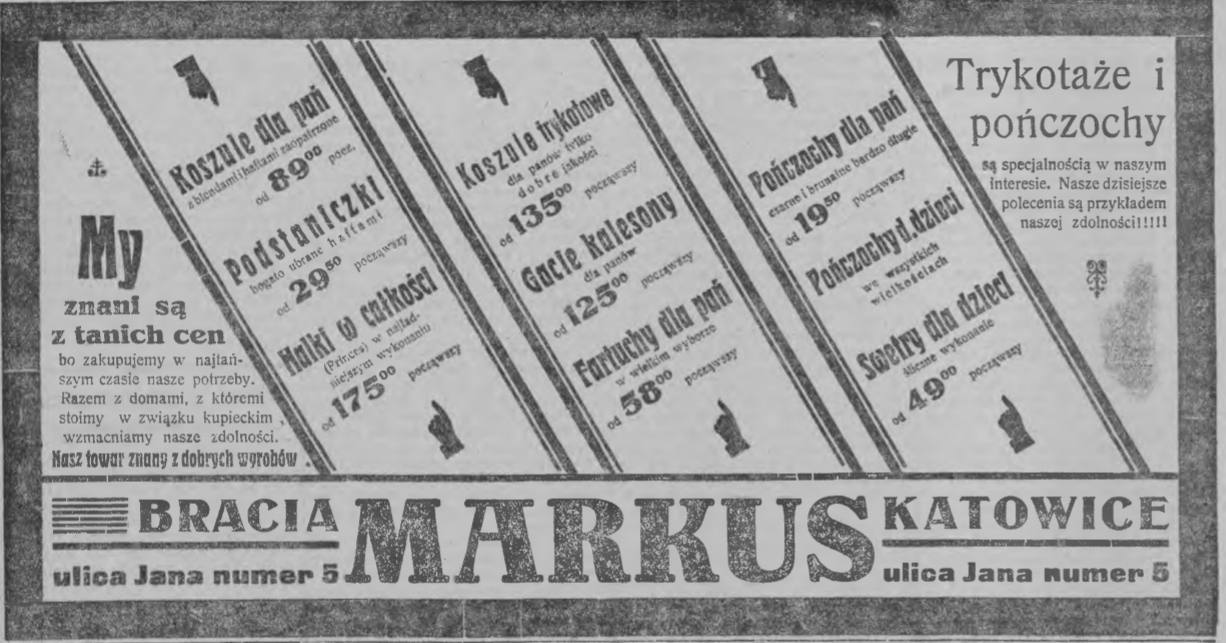 My
znani są
z tanich cen
bo zakupujemy w najtań-
szym czasie nasze potrzeby.
Razem z domami, z któremi
stoimy w związku kupieckim,
wzmacniamy nasze zdolności.
Nasz towar znany z dobrych wyrobów.
Koszule dla pań
z blendami i haftami zaopatrzone
od 89⁰⁰ pocz.
Podstaniczki
bogato ubrane haftami
od 29⁵⁰ począwszy
Halki w całkości
(Princes) w najład-
niejszym wykonaniu
od 175⁰⁰ począwszy
Koszule trykotowe
dla panów tylko
dobre jakości
od 135⁰⁰ począwszy
Gacie kalesony
dla panów
od 125⁰⁰ począwszy
Fartuchy dla pań
w wielkim wyborze
od 58⁰⁰ począwszy
Pończochy dla pań
czarne i brunatne bardzo długie
od 19⁵⁰ począwszy
Pończochy d. dzieci
we wszystkich
wielkościach
Swetry dla dzieci
śliczne wykonanie
od 49⁰⁰ począwszy
Trykotaże i
pończochy
są specjalnością w naszym
interesie. Nasze dzisiejsze
polecenia są przykładem
naszej zdolności!!!!!
BRACIA MARKUS KATOWICE
ulica Jana numer 5
ulica Jana numer 5